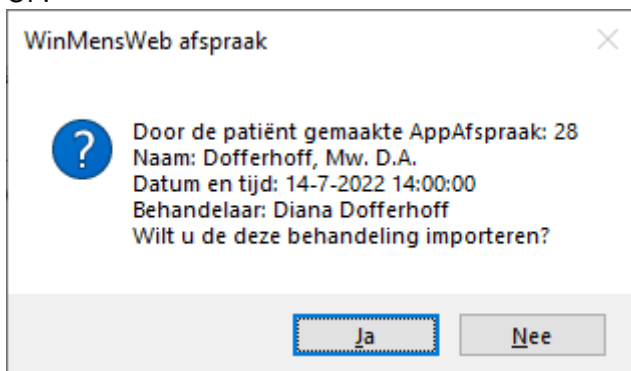 WinMensWeb afspraak
Door de patiënt gemaakte AppAfspraak: 28
Naam: Dofferhoff, Mw. D.A.
Datum en tijd: 14-7-2022 14:00:00
Behandelaar: Diana Dofferhoff
Wilt u de deze behandeling importeren?
Ja
Nee